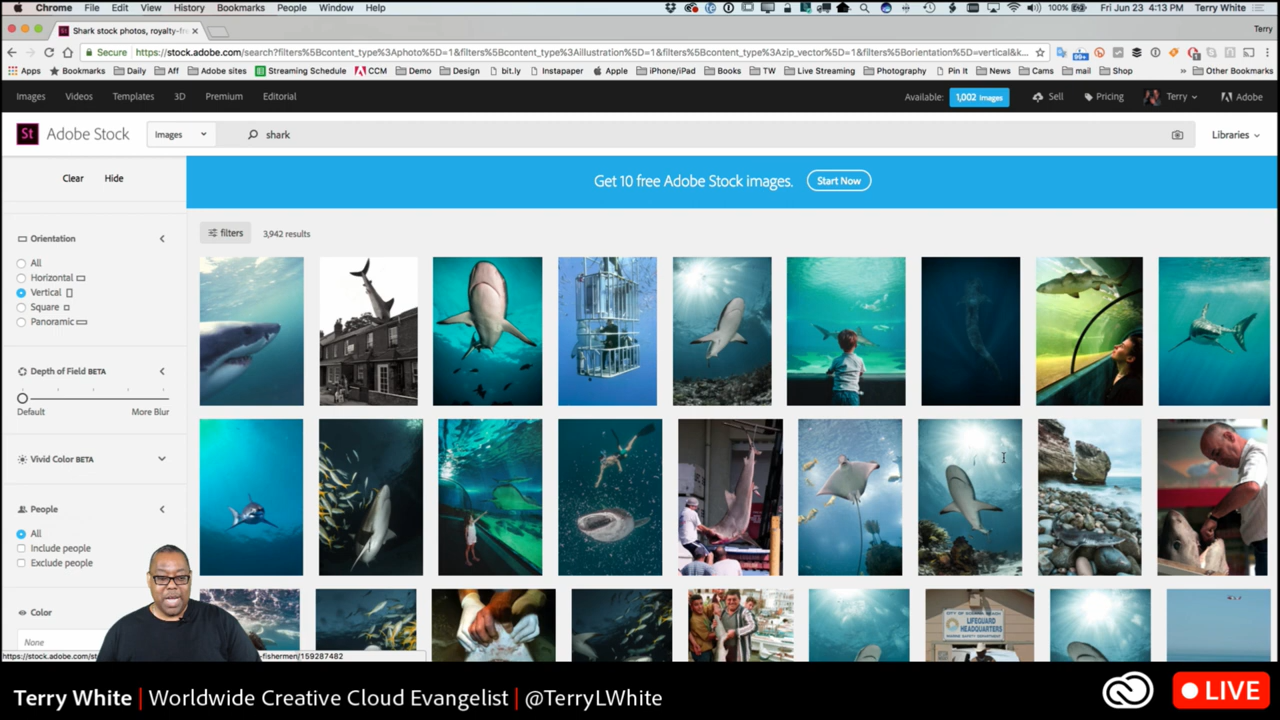 Chrome File Edit View History Bookmarks People Window Help
100% Fri Jun 23 4:13 PM Terry White
Shark stock photos, royalty-fr
Terry
Secure https://stock.adobe.com/search?filters%5Bcontent_type%3Aphoto%5D=1&filters%5Bcontent_type%3Aillustration%5D=1&filters%5Bcontent_type%3Azip_vector%5D=1&filters%5Borientation%5D=vertical&k...
Apps Bookmarks Daily Aff Adobe sites Streaming Schedule CCM Demo Design bit.ly Instapaper Apple iPhone/iPad Books TW Live Streaming Photography Pin It News Cams mail Shop » Other Bookmarks
Images Videos Templates 3D Premium Editorial
Available: 1,002 images Sell Pricing Terry Adobe
St Adobe Stock Images shark Libraries
Clear Hide
Get 10 free Adobe Stock images. Start Now
filters 3,942 results
Orientation
All
Horizontal
Vertical
Square
Panoramic
Depth of Field BETA
Default More Blur
Vivid Color BETA
People
All
Include people
Exclude people
Color
None
LIFEGUARD
HEADQUARTERS
https://stock.adobe.com/st
-fishermen/159287482
Terry White | Worldwide Creative Cloud Evangelist | @TerryLWhite
LIVE